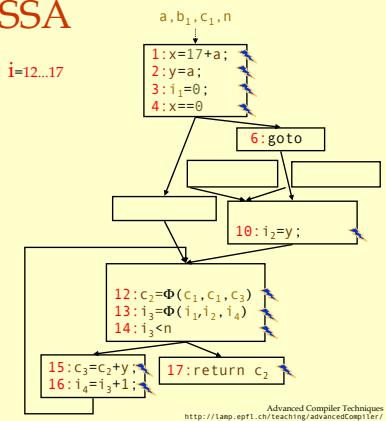 SSA
a,b₁,c₁,n
i=12...17
1:x=17+a;
2:y=a;
3:i₁=0;
4:x==0
6:goto
10:i₂=y;
12:c₂=Φ(c₁,c₁,c₃)
13:i₃=Φ(i₁,i₂,i₄)
14:i₃<n
15:c₃=c₂+y;
16:i₄=i₃+1;
17:return c₂
Advanced Compiler Techniques
http://lamp.epfl.ch/teaching/advancedCompiler/